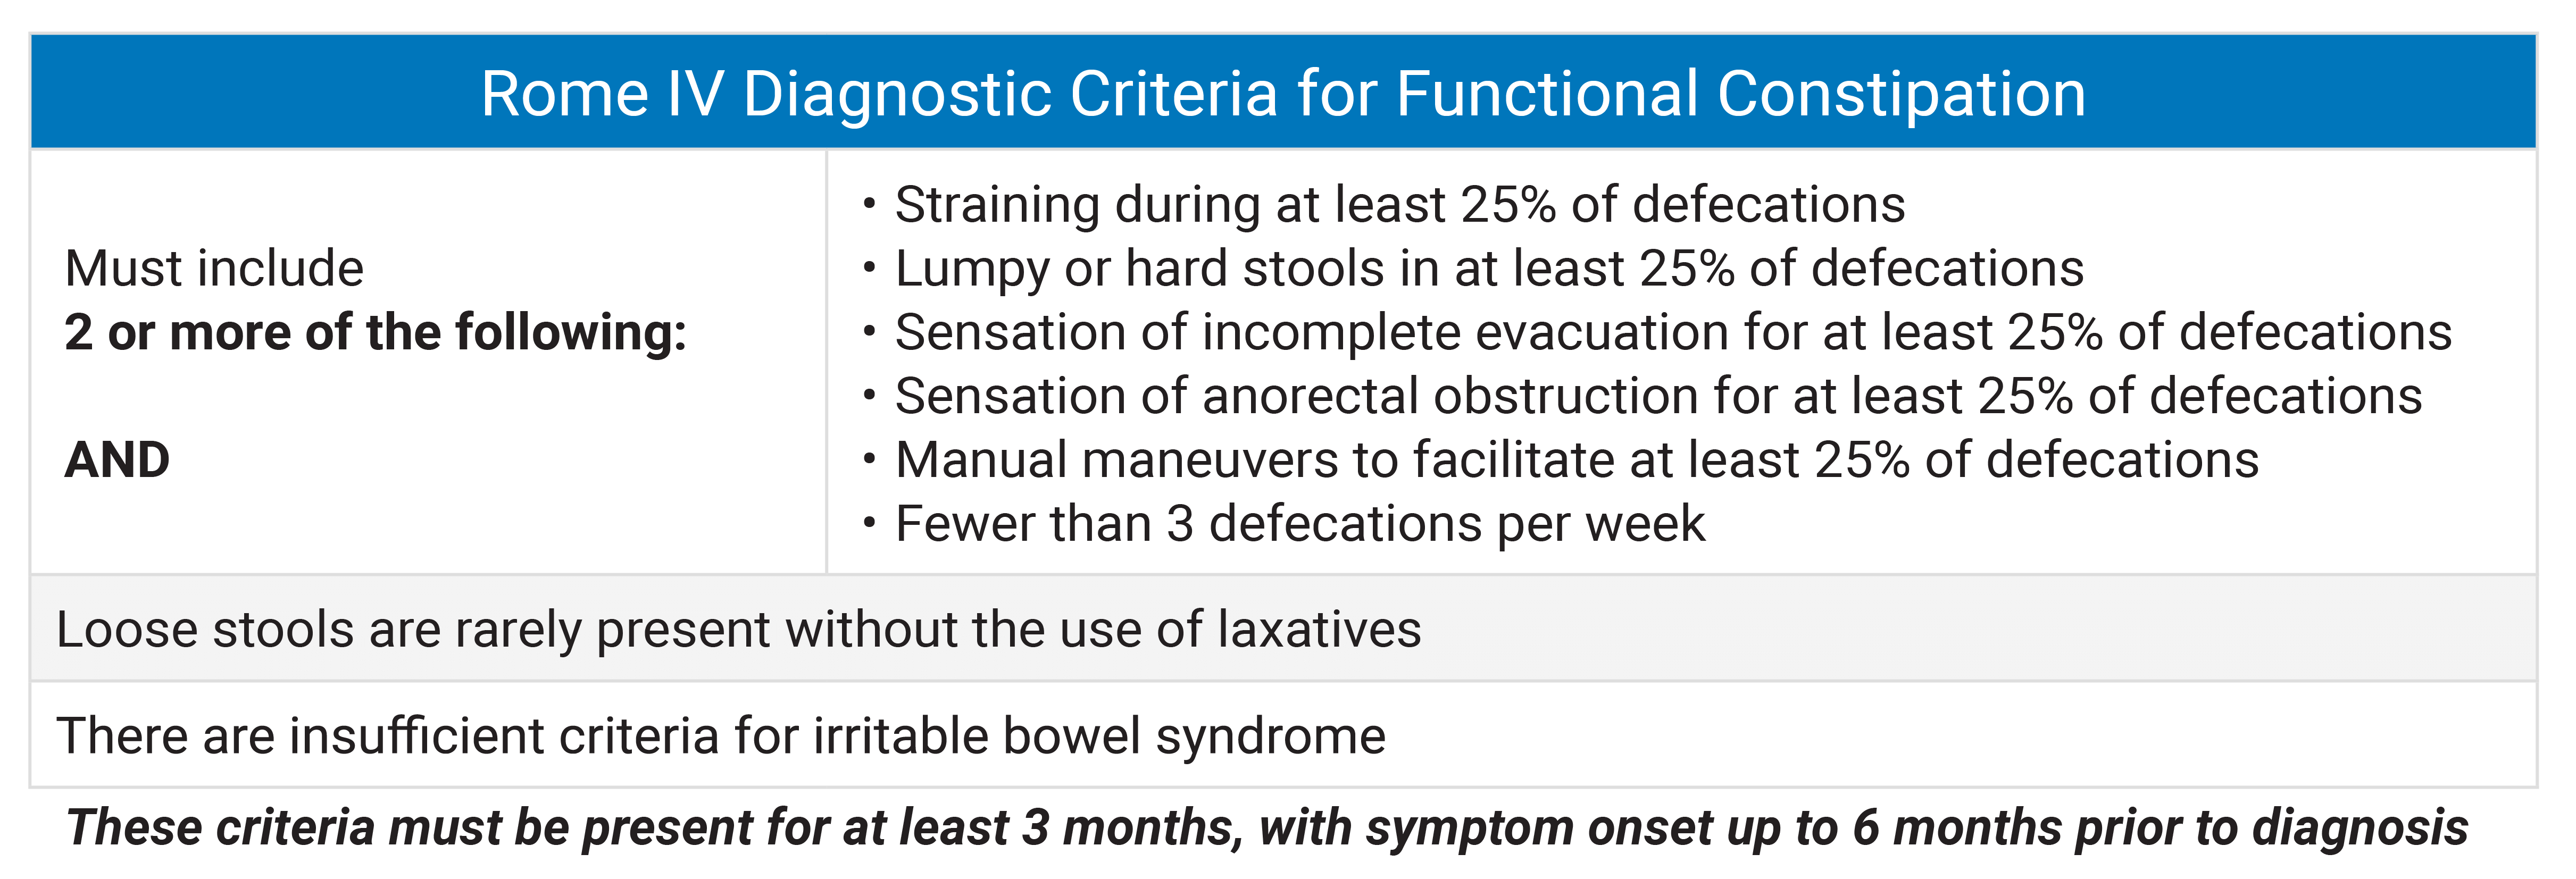 Rome IV Diagnostic Criteria for Functional Constipation
Must include
2 or more of the following:
AND
• Straining during at least 25% of defecations
• Lumpy or hard stools in at least 25% of defecations
• Sensation of incomplete evacuation for at least 25% of defecations
• Sensation of anorectal obstruction for at least 25% of defecations
• Manual maneuvers to facilitate at least 25% of defecations
• Fewer than 3 defecations per week
Loose stools are rarely present without the use of laxatives
There are insufficient criteria for irritable bowel syndrome
These criteria must be present for at least 3 months, with symptom onset up to 6 months prior to diagnosis